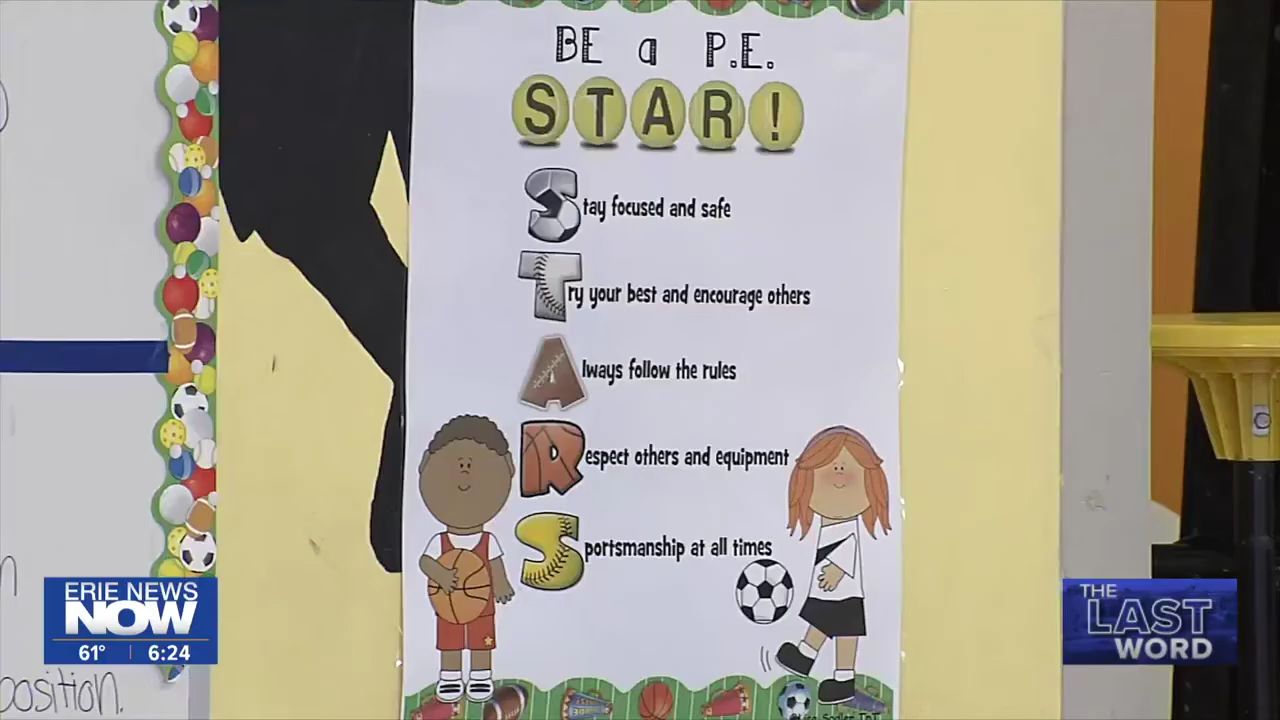 BE a P.E.
STAR!
Stay focused and safe
Try your best and encourage others
Always follow the rules
Respect others and equipment
Sportsmanship at all times
ERIE NEWS
NOW
61° | 6:24
THE
LAST
WORD
position.